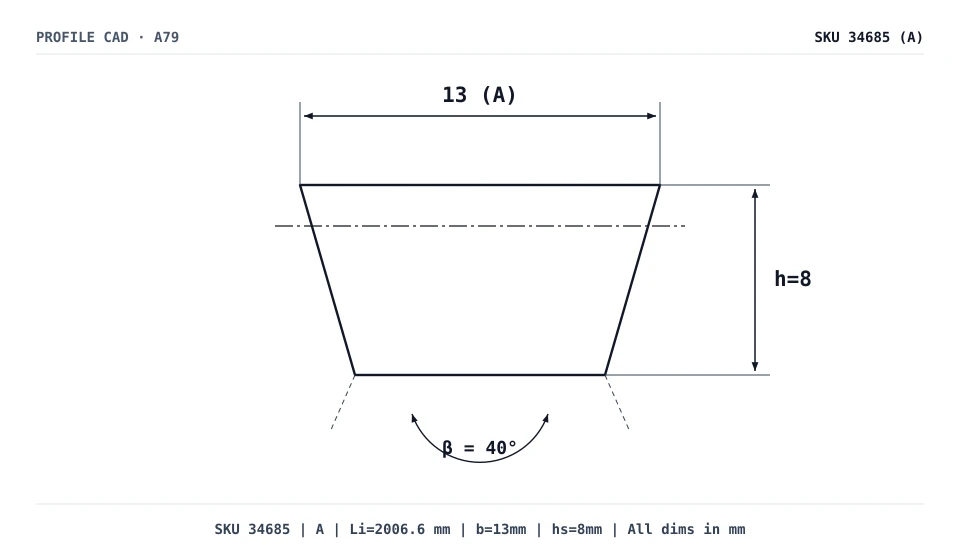 PROFILE CAD · A79
SKU 34685 (A)
13 (A)
h=8
β = 40°
SKU 34685 | A | Li=2006.6 mm | b=13mm | hs=8mm | All dims in mm